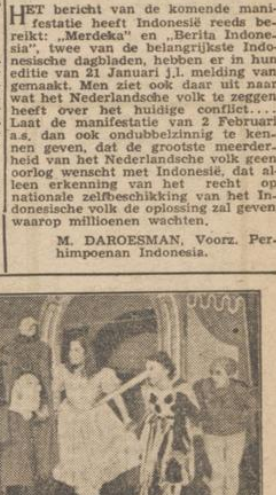 HET bericht van de komende mani-
festatie heeft Indonesië reeds be-
reikt: „Merdeka" en „Berita Indone-
sia", twee van de belangrijkste Indo-
nesische dagbladen, hebben er in hun
editie van 21 Januari j.l. melding van
gemaakt. Men ziet ook daar uit naar
wat het Nederlandsche volk te zeggen
heeft over het huidige conflict....
Laat de manifestatie van 2 Februari
a.s, dan ook ondubbelzinnig te ken-
nen geven, dat de grootste meerder-
heid van het Nederlandsche volk geen
oorlog wenscht met Indonesië, dat al-
leen erkenning van het recht op
nationale zelfbeschikking van het In-
donesische volk de oplossing zal geven
waarop millioenen wachten.
M. DAROESMAN, Voorz. Per-
himpoenan Indonesia.